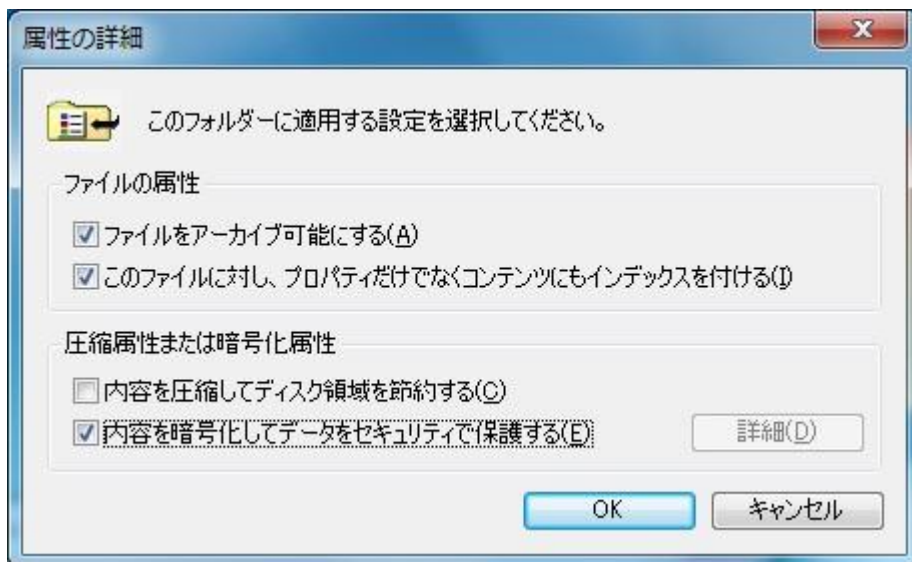 属性の詳細
このフォルダーに適用する設定を選択してください。
ファイルの属性
ファイルをアーカイブ可能にする(A)
このファイルに対し、プロパティだけでなくコンテンツにもインデックスを付ける(I)
圧縮属性または暗号化属性
内容を圧縮してディスク領域を節約する(C)
内容を暗号化してデータをセキュリティで保護する(E)
詳細(D)
OK
キャンセル